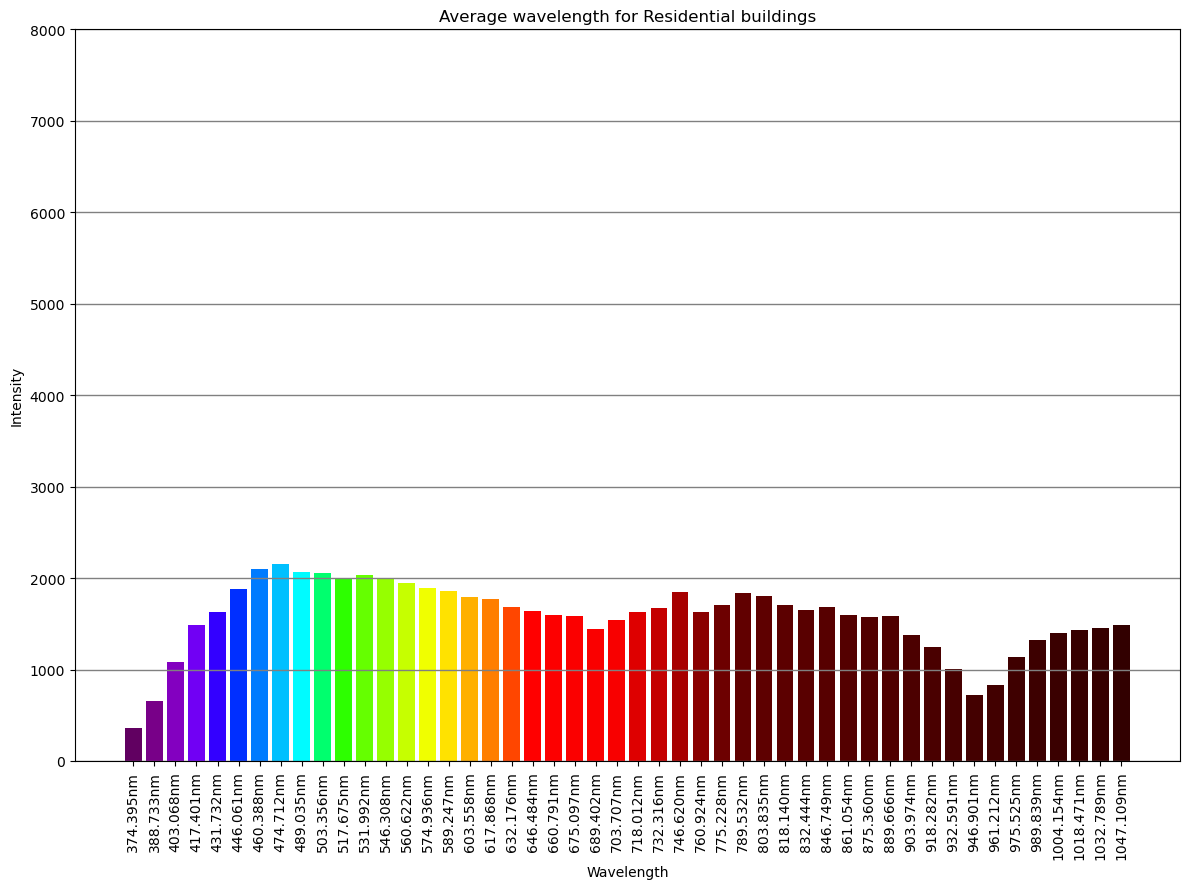 Average wavelength for Residential buildings
8000
7000
6000
5000
4000
3000
2000
1000
0
Intensity
374.395nm
388.733nm
403.068nm
417.401nm
431.732nm
446.061nm
460.388nm
474.712nm
489.035nm
503.356nm
517.675nm
531.992nm
546.308nm
560.622nm
574.936nm
589.247nm
603.558nm
617.868nm
632.176nm
646.484nm
660.791nm
675.097nm
689.402nm
703.707nm
718.012nm
732.316nm
746.620nm
760.924nm
775.228nm
789.532nm
803.835nm
818.140nm
832.444nm
846.749nm
861.054nm
875.360nm
889.666nm
903.974nm
918.282nm
932.591nm
946.901nm
961.212nm
975.525nm
989.839nm
1004.154nm
1018.471nm
1032.789nm
1047.109nm
Wavelength